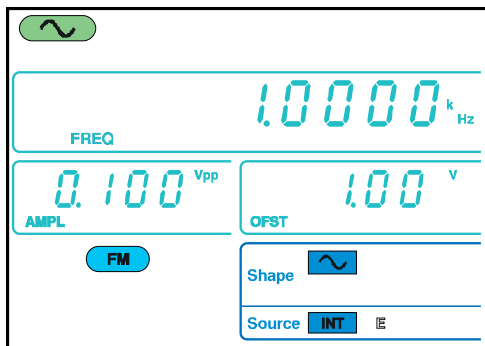 1.0000 k Hz
FREQ
0.100 Vpp
AMPL
1.00 V
OFST
FM
Shape
Source INT E